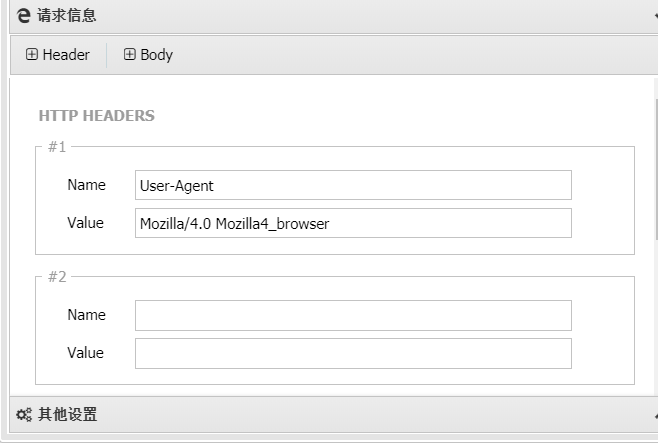 请求信息
Header Body
HTTP HEADERS
#1
Name User-Agent
Value Mozilla/4.0 Mozilla4_browser
#2
Name
Value
其他设置